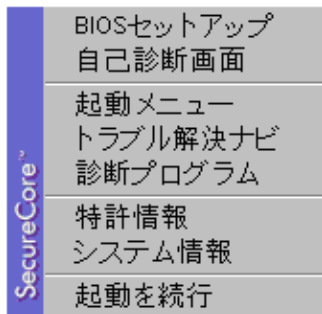 BIOSセットアップ
自己診断画面
起動メニュー
トラブル解決ナビ
診断プログラム
特許情報
システム情報
起動を続行
SecureCore™